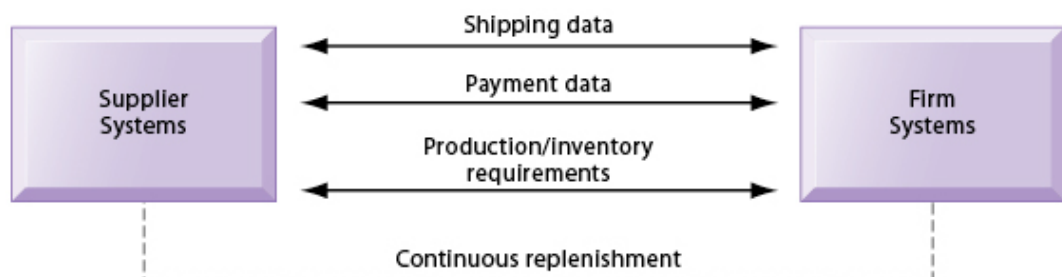 Shipping data
Supplier
Systems
Payment data
Firm
Systems
Production/inventory
requirements
Continuous replenishment